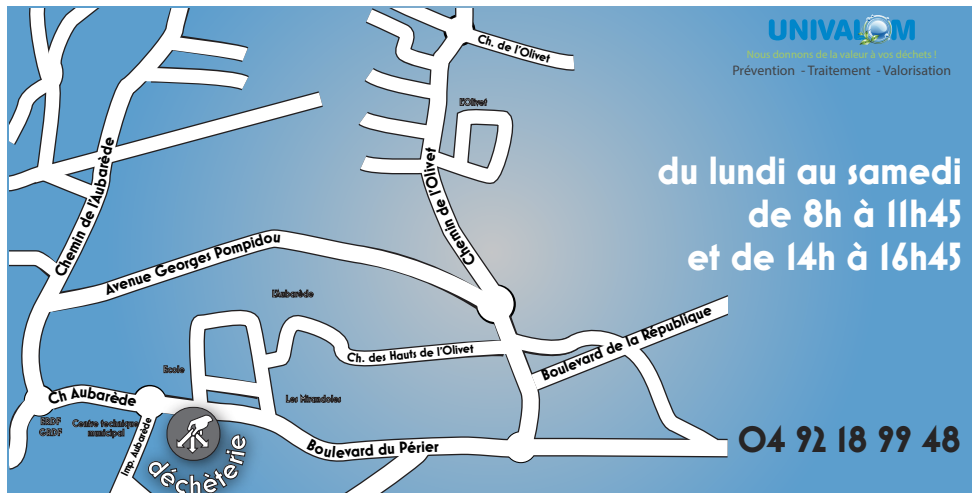 UNIVALOM
Nous donnons de la valeur à vos déchets !
Prévention - Traitement - Valorisation
Ch. de l'Olivet
L'Olivet
Chemin de l'Aubarède
Chemin de l'Olivet
du lundi au samedi
de 8h à 11h45
et de 14h à 16h45
Avenue Georges Pompidou
L'Aubarède
Boulevard de la République
Ch. des Hauts de l'Olivet
Ecole
Les Mirandoles
Ch Aubarède
ERDF
GRDF
Centre technique
municipal
Imp. Aubarède
déchèterie
Boulevard du Périer
04 92 18 99 48